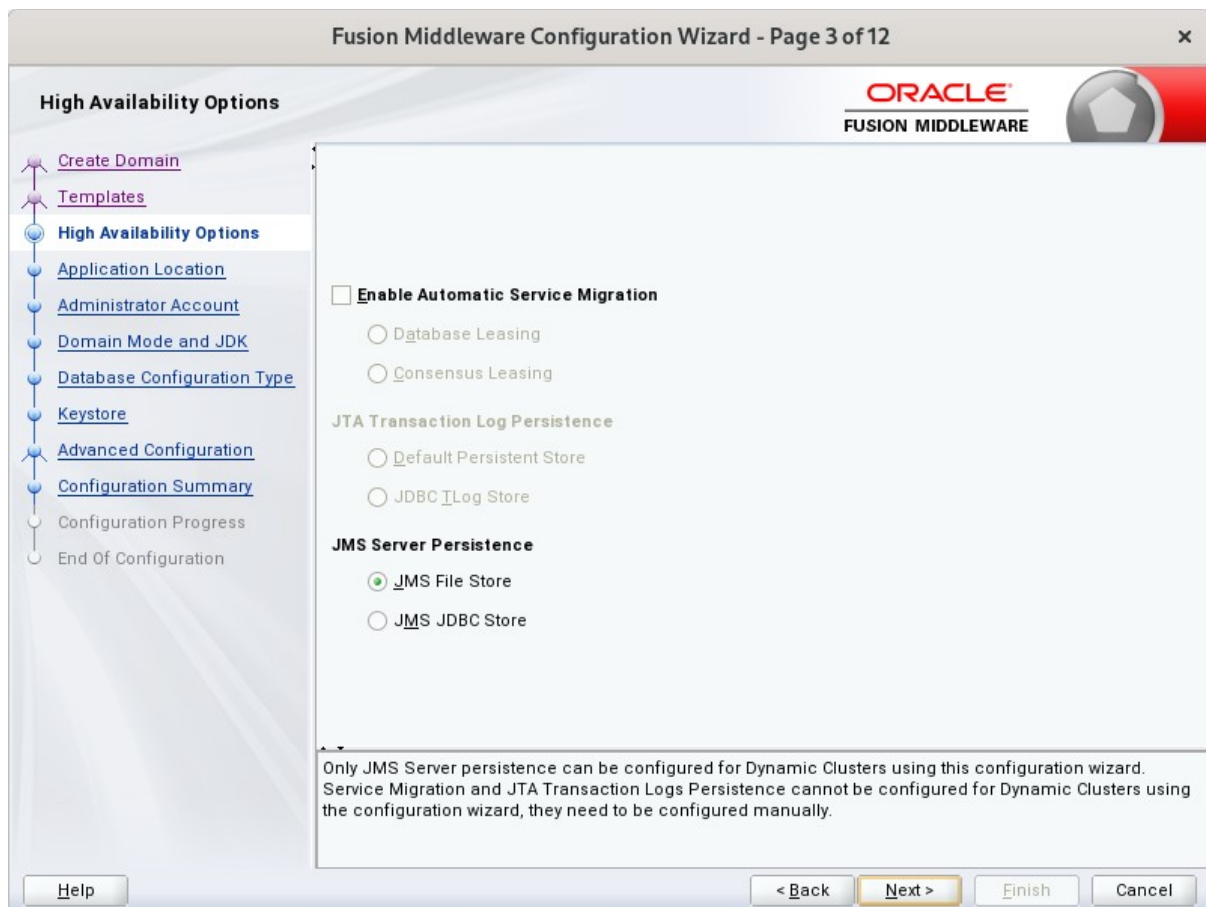 Fusion Middleware Configuration Wizard - Page 3 of 12
×
High Availability Options
ORACLE
FUSION MIDDLEWARE
Create Domain
Templates
High Availability Options
Application Location
Administrator Account
Domain Mode and JDK
Database Configuration Type
Keystore
Advanced Configuration
Configuration Summary
Configuration Progress
End Of Configuration
Enable Automatic Service Migration
Database Leasing
Consensus Leasing
JTA Transaction Log Persistence
Default Persistent Store
JDBC TLog Store
JMS Server Persistence
JMS File Store
JMS JDBC Store
Only JMS Server persistence can be configured for Dynamic Clusters using this configuration wizard.
Service Migration and JTA Transaction Logs Persistence cannot be configured for Dynamic Clusters using
the configuration wizard, they need to be configured manually.
Help
< Back
Next >
Finish
Cancel